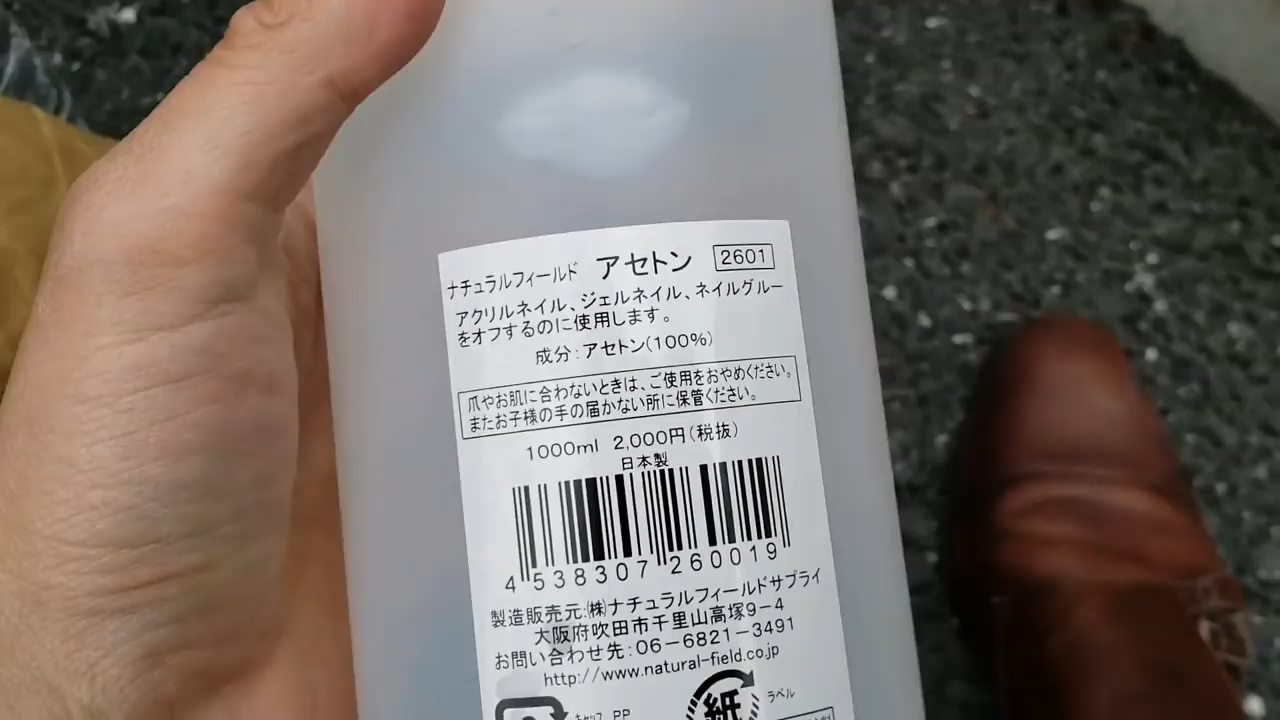 ナチュラルフィールド アセトン 2601
アクリルネイル、ジェルネイル、ネイルグルー
をオフするのに使用します。
成分:アセトン(100%)
爪やお肌に合わないときは、ご使用をおやめください。
またお子様の手の届かない所に保管ください。
1000ml 2,000円(税抜)
日本製
4 538307 260019
製造販売元:㈱ナチュラルフィールドサプライ
大阪府吹田市千里山高塚9-4
お問い合わせ先:06-6821-3491
http://www.natural-field.co.jp
キャップ PP 紙 ラベル